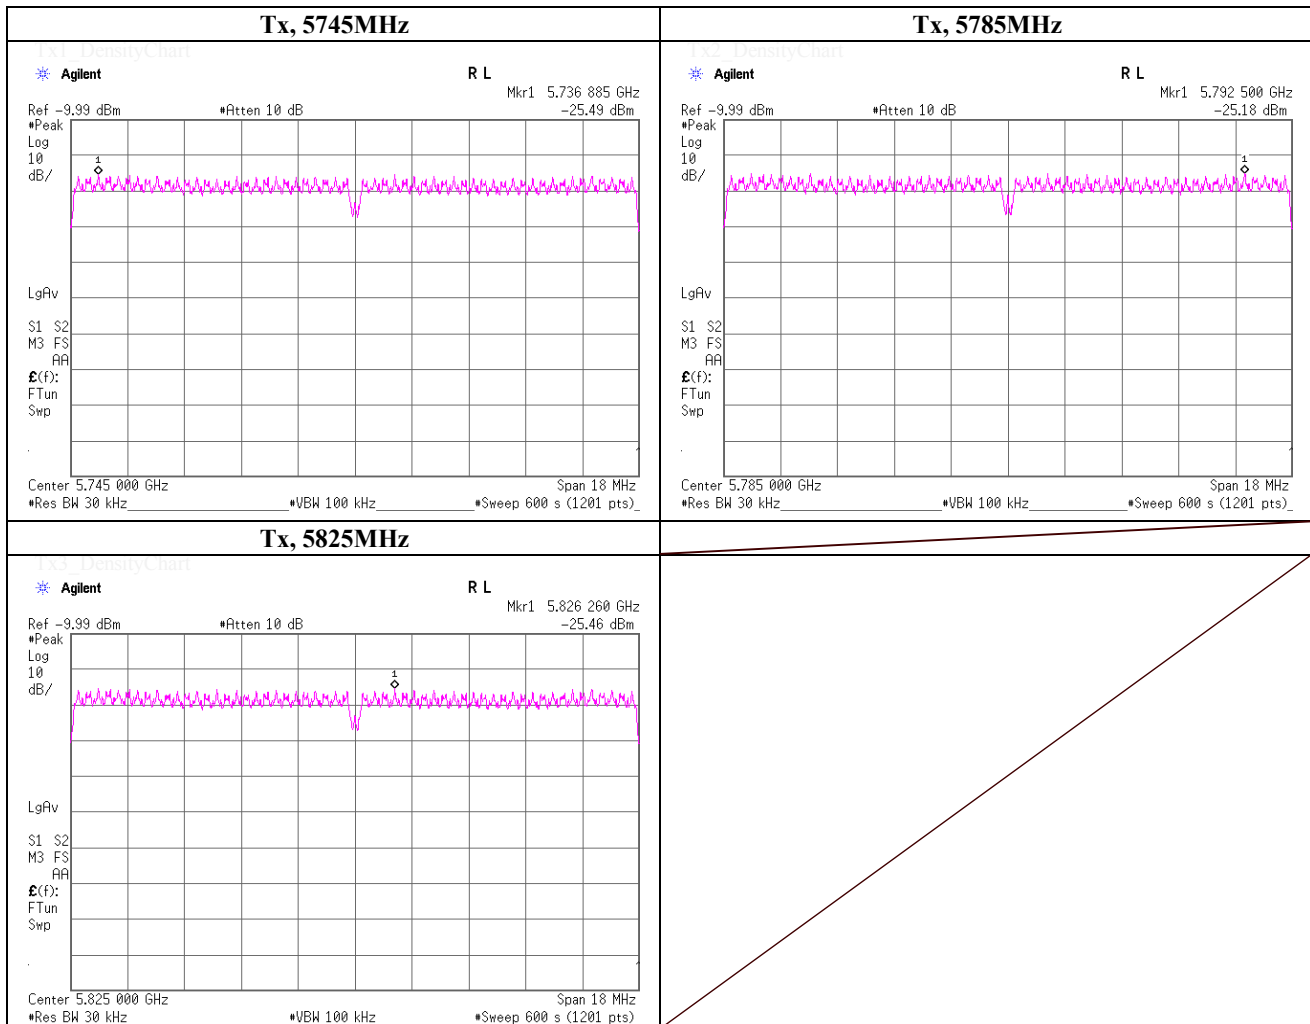 Tx, 5745MHz
Tx1_DensityChart
Agilent
R L
Mkr1 5.736 885 GHz
Ref -9.99 dBm #Atten 10 dB -25.49 dBm
#Peak
Log
10
dB/
1
LgAv
S1 S2
M3 FS
AA
£(f):
FTun
Swp
Center 5.745 000 GHz Span 18 MHz
#Res BW 30 kHz #VBW 100 kHz #Sweep 600 s (1201 pts)
Tx, 5785MHz
Tx2_DensityChart
Agilent
R L
Mkr1 5.792 500 GHz
Ref -9.99 dBm #Atten 10 dB -25.18 dBm
#Peak
Log
10
dB/
1
LgAv
S1 S2
M3 FS
AA
£(f):
FTun
Swp
Center 5.785 000 GHz Span 18 MHz
#Res BW 30 kHz #VBW 100 kHz #Sweep 600 s (1201 pts)
Tx, 5825MHz
Tx3_DensityChart
Agilent
R L
Mkr1 5.826 260 GHz
Ref -9.99 dBm #Atten 10 dB -25.46 dBm
#Peak
Log
10
dB/
1
LgAv
S1 S2
M3 FS
AA
£(f):
FTun
Swp
Center 5.825 000 GHz Span 18 MHz
#Res BW 30 kHz #VBW 100 kHz #Sweep 600 s (1201 pts)